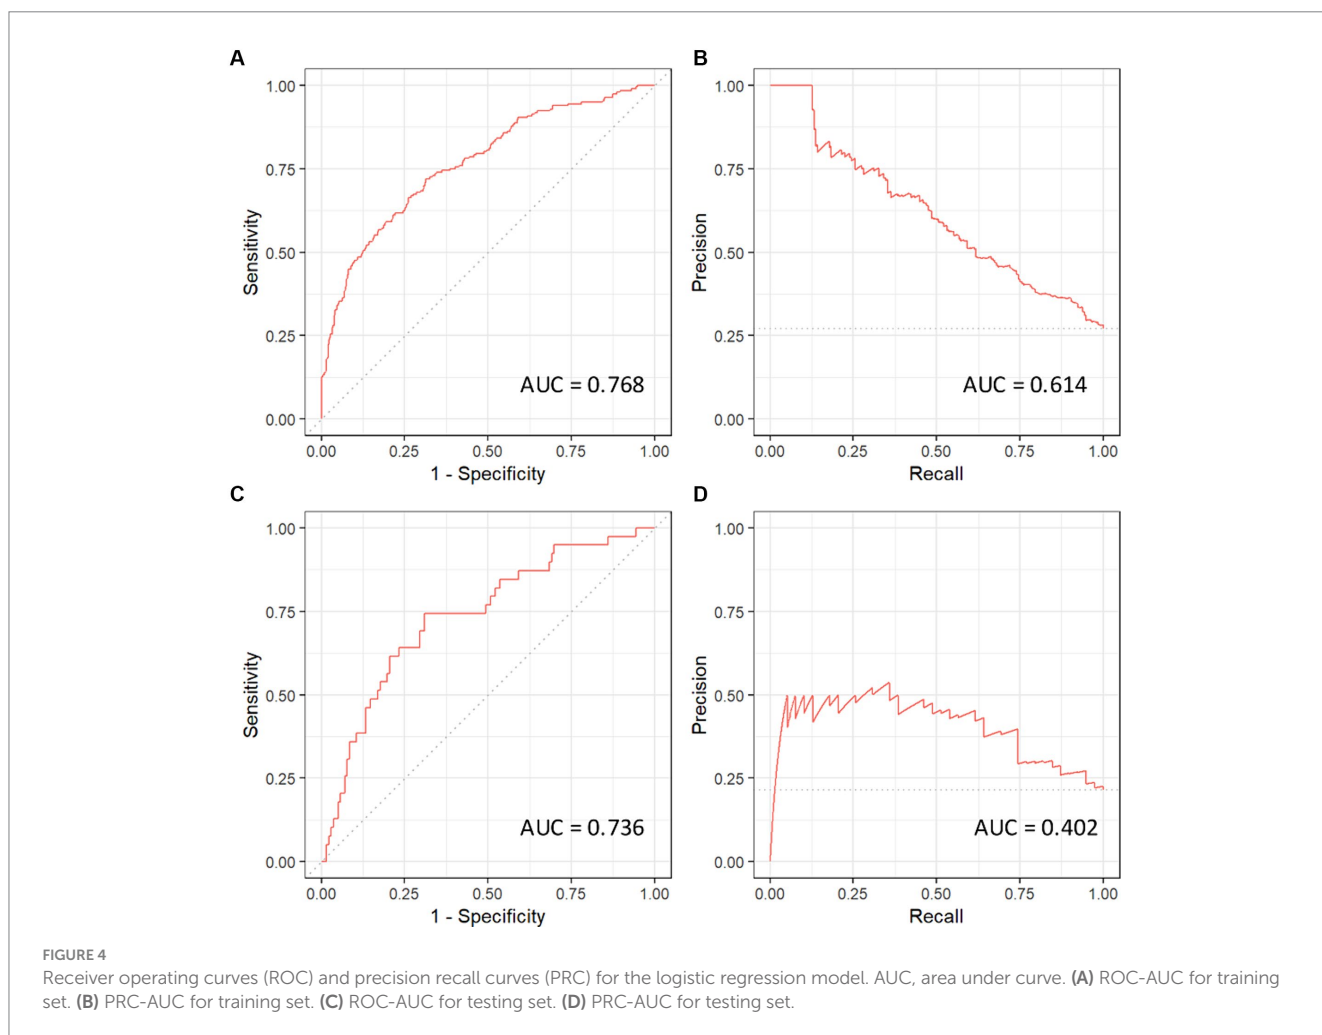 A
B
1.00
0.75
0.50
0.25
0.00
Sensitivity
AUC = 0.768
0.00 0.25 0.50 0.75 1.00
1 - Specificity
1.00
0.75
0.50
0.25
0.00
Precision
AUC = 0.614
0.00 0.25 0.50 0.75 1.00
Recall
C
D
1.00
0.75
0.50
0.25
0.00
Sensitivity
AUC = 0.736
0.00 0.25 0.50 0.75 1.00
1 - Specificity
1.00
0.75
0.50
0.25
0.00
Precision
AUC = 0.402
0.00 0.25 0.50 0.75 1.00
Recall
FIGURE 4
Receiver operating curves (ROC) and precision recall curves (PRC) for the logistic regression model. AUC, area under curve. (A) ROC-AUC for training
set. (B) PRC-AUC for training set. (C) ROC-AUC for testing set. (D) PRC-AUC for testing set.